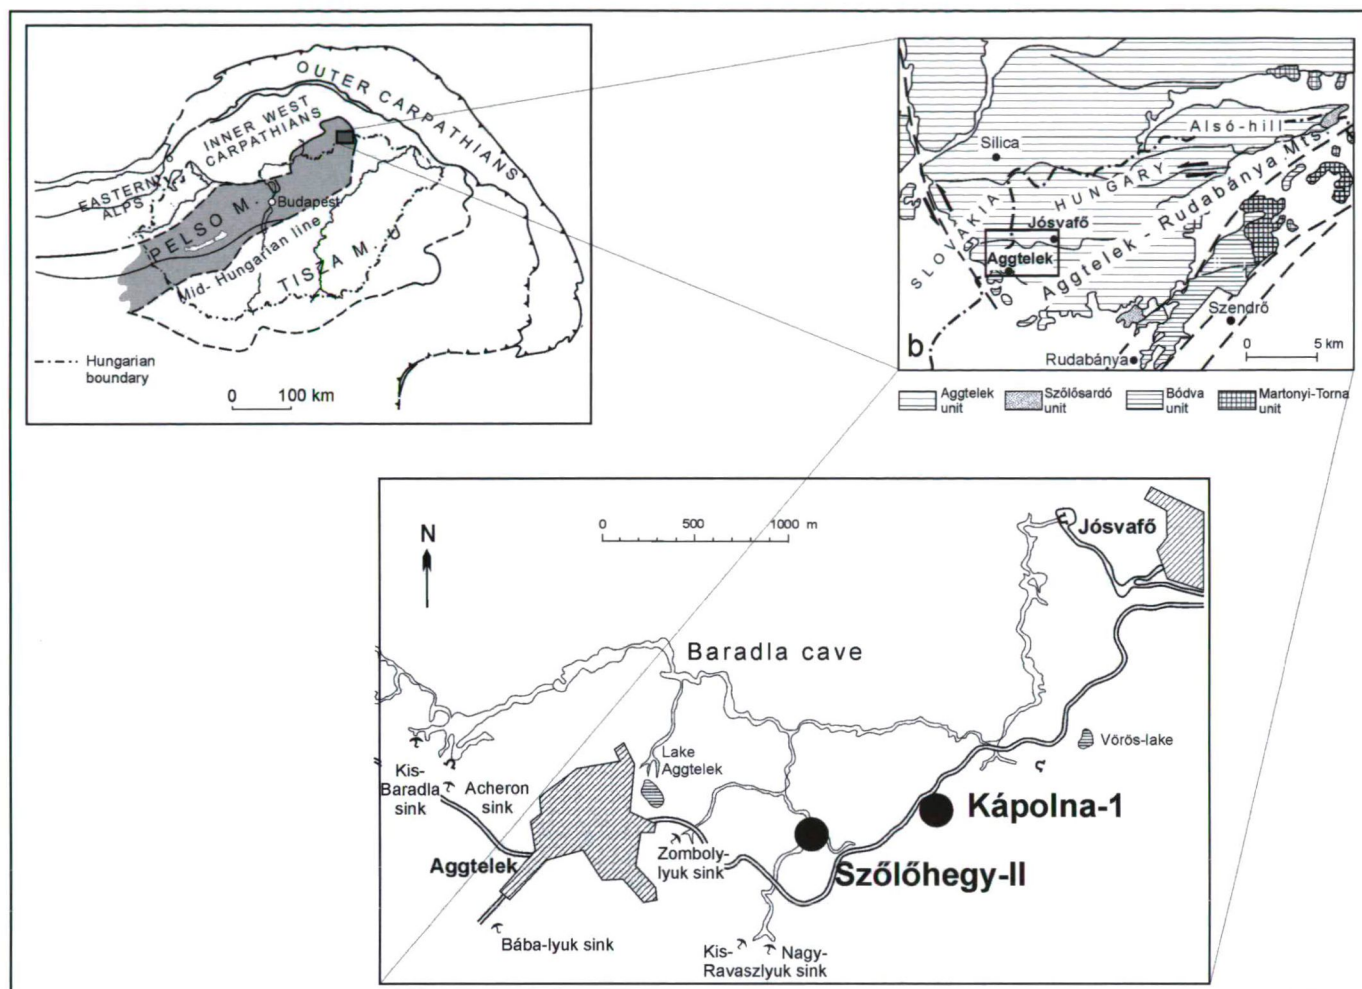 OUTER CARPATHIANS
INNER WEST
CARPATHIANS
EASTERN
ALPS
PELSO M. U
Budapest
Mid-Hungarian line
TISZA M. U
Hungarian
boundary
0 100 km
Alsó-hill
Silica
SLOVAKIA
HUNGARY
Jósvafő
Aggtelek
Aggtelek - Rudabánya Mts.
Szendrő
Rudabánya
b
0 5 km
Aggtelek
unit
Szőlősardó
unit
Bódva
unit
Martonyi-Torna
unit
N
0 500 1000 m
Jósvafő
Baradla cave
Vörös-lake
Lake
Aggtelek
Kis-
Baradla
sink
Acheron
sink
Kápolna-1
Aggtelek
Zomboly-
lyuk sink
Szőlőhegy-II
Bába-lyuk sink
Kis- Nagy-
Ravaszlyuk sink